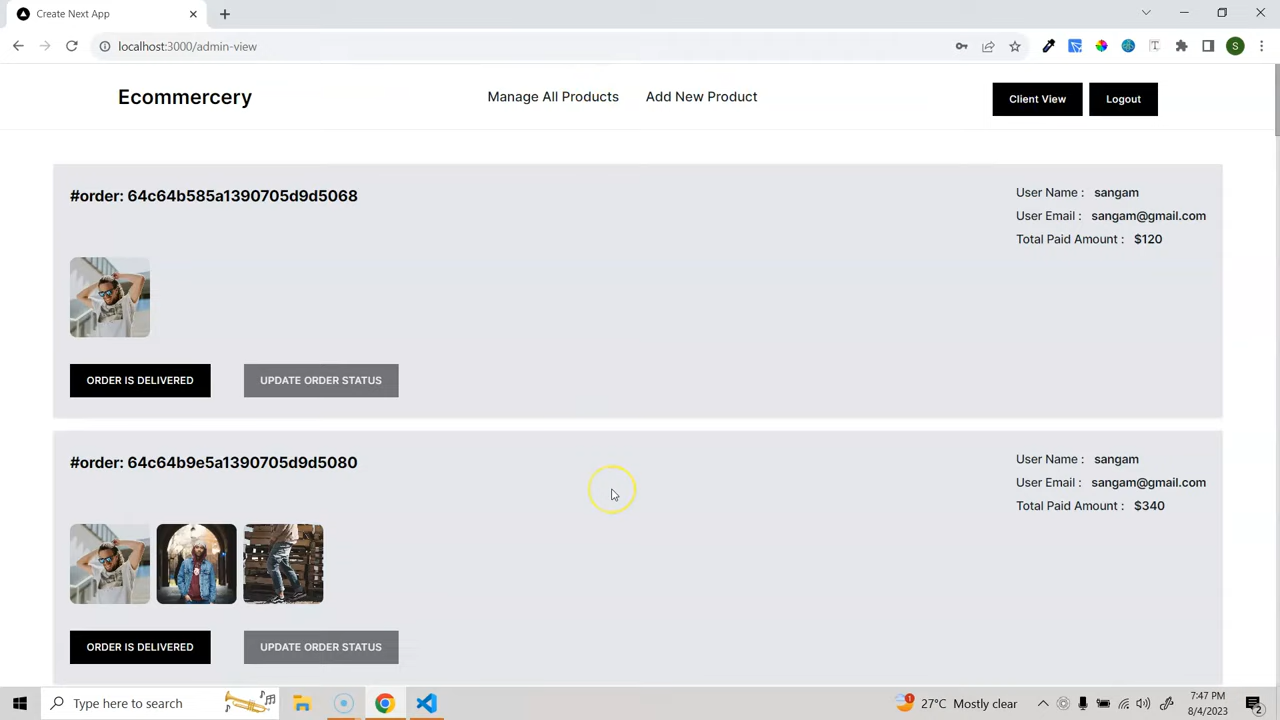 Create Next App
localhost:3000/admin-view
S
Ecommercery
Manage All Products
Add New Product
Client View
Logout
#order: 64c64b585a1390705d9d5068
User Name : sangam
User Email : sangam@gmail.com
Total Paid Amount : $120
ORDER IS DELIVERED
UPDATE ORDER STATUS
#order: 64c64b9e5a1390705d9d5080
User Name : sangam
User Email : sangam@gmail.com
Total Paid Amount : $340
ORDER IS DELIVERED
UPDATE ORDER STATUS
Type here to search
1
27°C Mostly clear
7:47 PM
8/4/2023
2